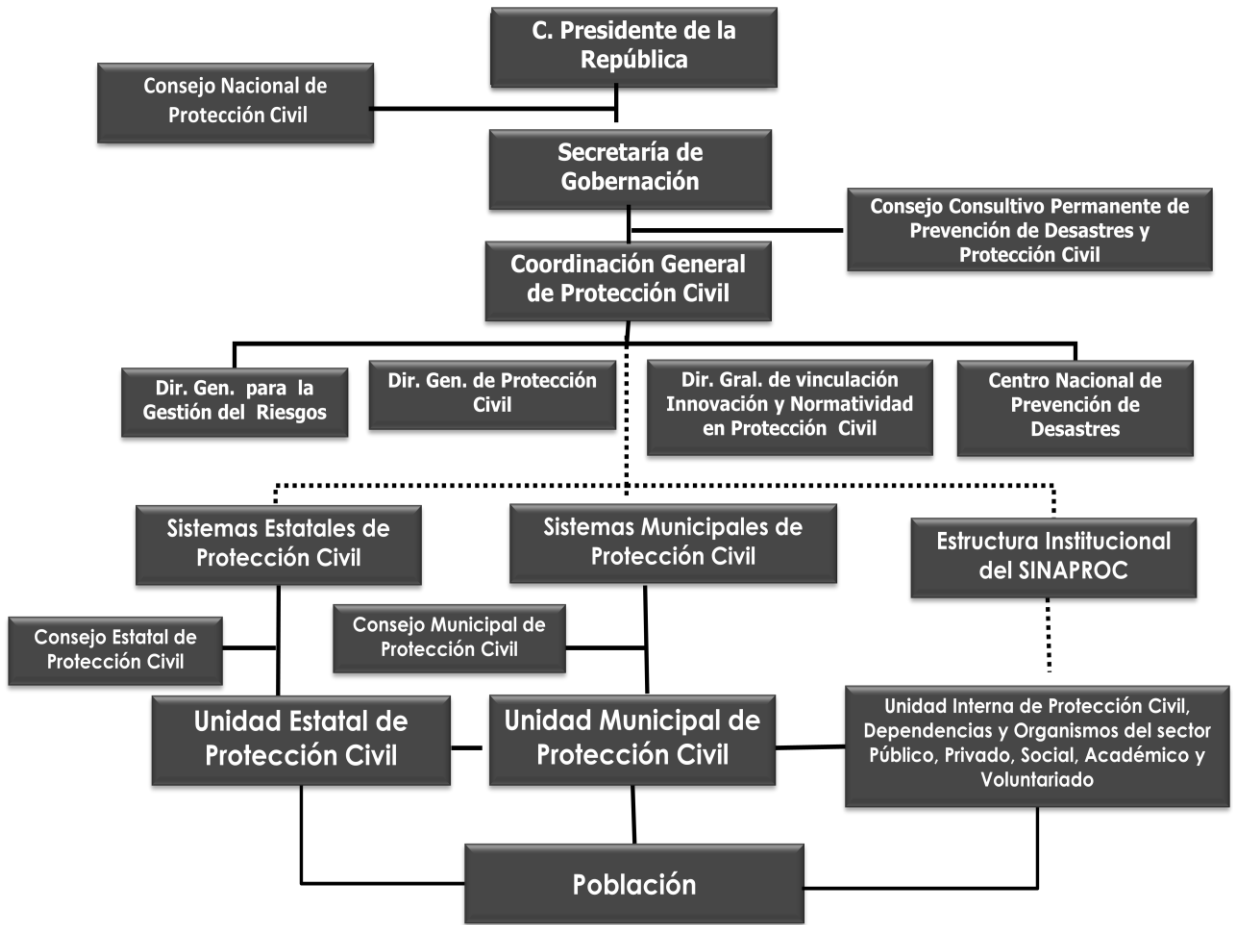 C. Presidente de la
República
Consejo Nacional de
Protección Civil
Secretaría de
Gobernación
Consejo Consultivo Permanente de
Prevención de Desastres y
Protección Civil
Coordinación General
de Protección Civil
Dir. Gen. para la
Gestión del Riesgos
Dir. Gen. de Protección
Civil
Dir. Gral. de vinculación
Innovación y Normatividad
en Protección Civil
Centro Nacional de
Prevención de
Desastres
Sistemas Estatales de
Protección Civil
Sistemas Municipales de
Protección Civil
Estructura Institucional
del SINAPROC
Consejo Estatal de
Protección Civil
Consejo Municipal de
Protección Civil
Unidad Estatal de
Protección Civil
Unidad Municipal de
Protección Civil
Unidad Interna de Protección Civil,
Dependencias y Organismos del sector
Público, Privado, Social, Académico y
Voluntariado
Población